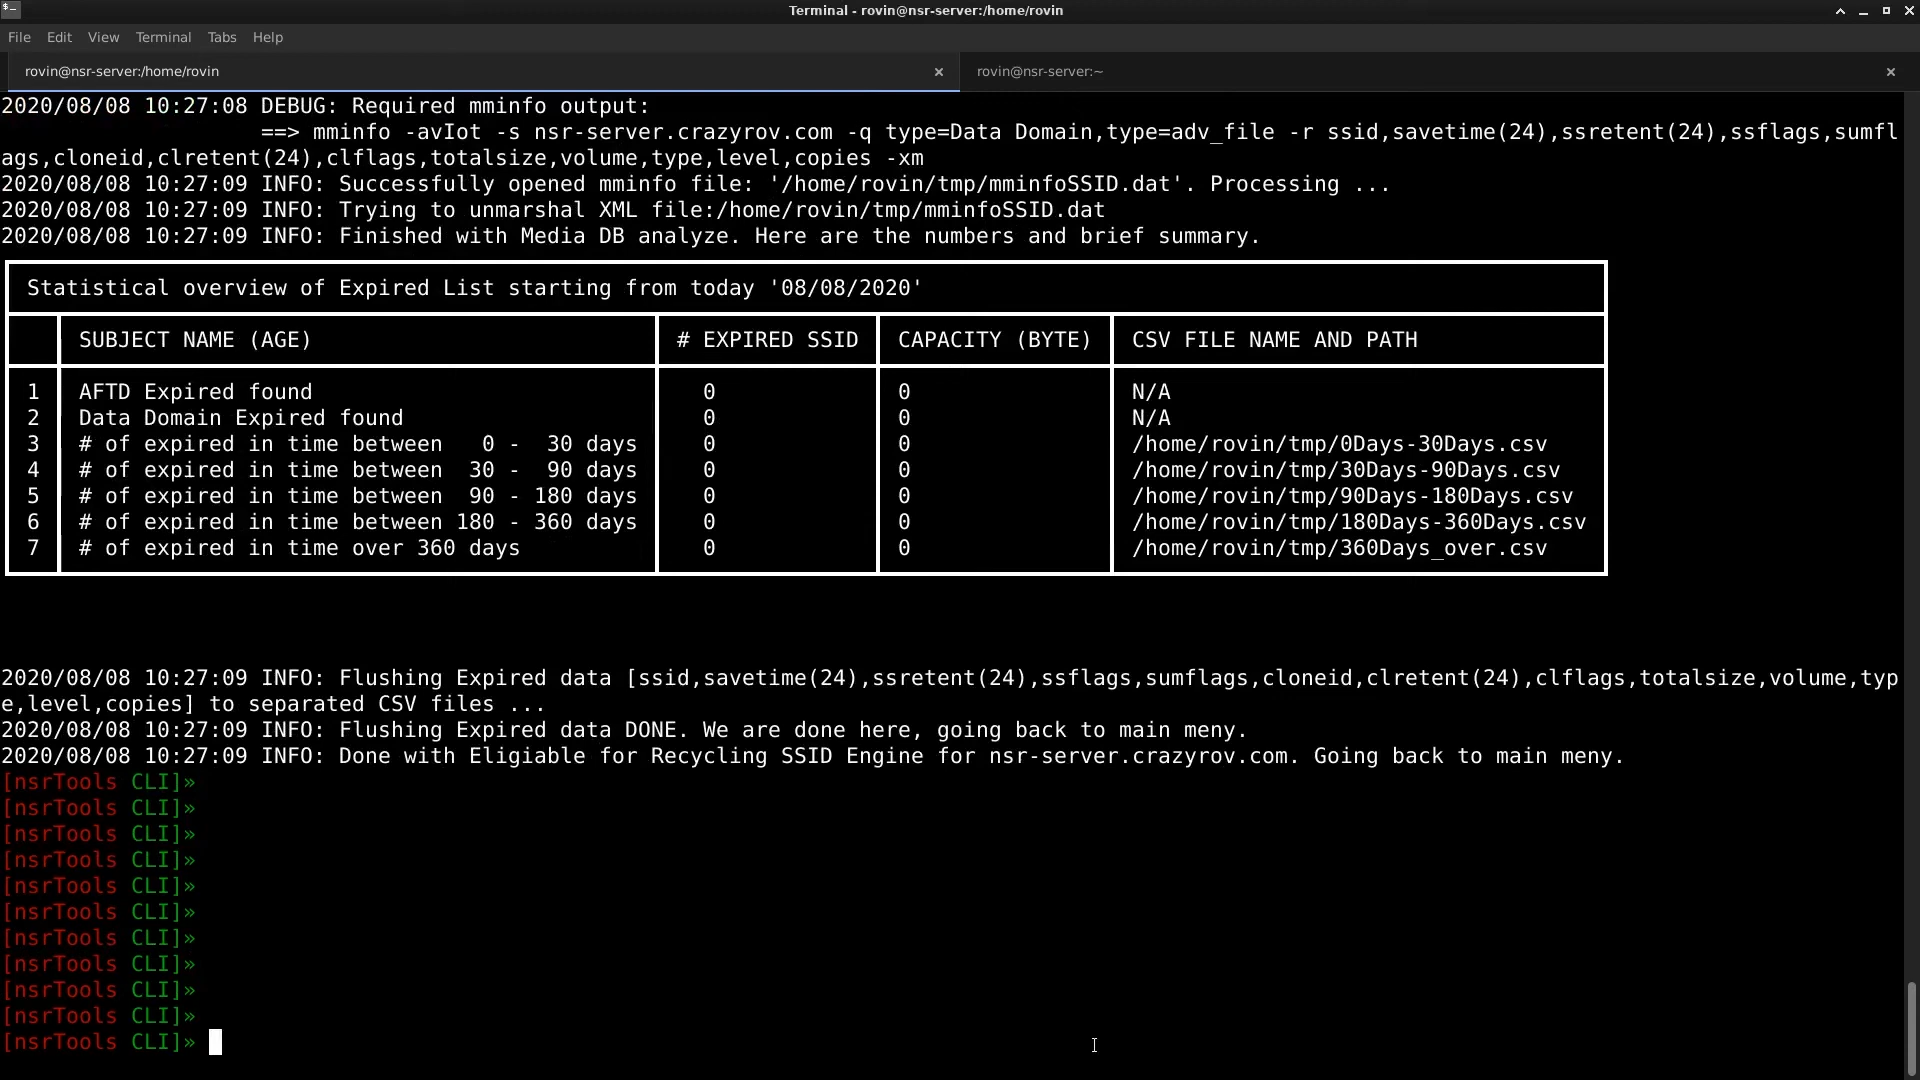 Terminal - rovin@nsr-server:/home/rovin
File Edit View Terminal Tabs Help
rovin@nsr-server:/home/rovin rovin@nsr-server:~
2020/08/08 10:27:08 DEBUG: Required mminfo output:
==> mminfo -avIot -s nsr-server.crazyrov.com -q type=Data Domain,type=adv_file -r ssid,savetime(24),ssretent(24),ssflags,sumfl
ags,cloneid,clretent(24),clflags,totalsize,volume,type,level,copies -xm
2020/08/08 10:27:09 INFO: Successfully opened mminfo file: '/home/rovin/tmp/mminfoSSID.dat'. Processing ...
2020/08/08 10:27:09 INFO: Trying to unmarshal XML file:/home/rovin/tmp/mminfoSSID.dat
2020/08/08 10:27:09 INFO: Finished with Media DB analyze. Here are the numbers and brief summary.
Statistical overview of Expired List starting from today '08/08/2020'
SUBJECT NAME (AGE) # EXPIRED SSID CAPACITY (BYTE) CSV FILE NAME AND PATH
1 AFTD Expired found 0 0 N/A
2 Data Domain Expired found 0 0 N/A
3 # of expired in time between 0 - 30 days 0 0 /home/rovin/tmp/0Days-30Days.csv
4 # of expired in time between 30 - 90 days 0 0 /home/rovin/tmp/30Days-90Days.csv
5 # of expired in time between 90 - 180 days 0 0 /home/rovin/tmp/90Days-180Days.csv
6 # of expired in time between 180 - 360 days 0 0 /home/rovin/tmp/180Days-360Days.csv
7 # of expired in time over 360 days 0 0 /home/rovin/tmp/360Days_over.csv
2020/08/08 10:27:09 INFO: Flushing Expired data [ssid,savetime(24),ssretent(24),ssflags,sumflags,cloneid,clretent(24),clflags,totalsize,volume,typ
e,level,copies] to separated CSV files ...
2020/08/08 10:27:09 INFO: Flushing Expired data DONE. We are done here, going back to main meny.
2020/08/08 10:27:09 INFO: Done with Eligiable for Recycling SSID Engine for nsr-server.crazyrov.com. Going back to main meny.
[nsrTools CLI]»
[nsrTools CLI]»
[nsrTools CLI]»
[nsrTools CLI]»
[nsrTools CLI]»
[nsrTools CLI]»
[nsrTools CLI]»
[nsrTools CLI]»
[nsrTools CLI]»
[nsrTools CLI]»
[nsrTools CLI]»